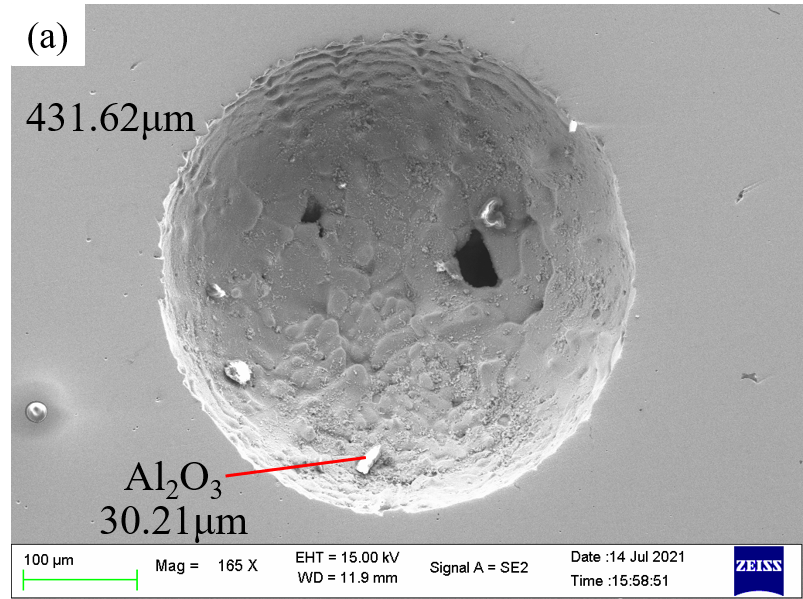 (a)
431.62μm
Al₂O₃
30.21μm
100 μm
Mag = 165 X
EHT = 15.00 kV
WD = 11.9 mm
Signal A = SE2
Date :14 Jul 2021
Time :15:58:51
ZEISS